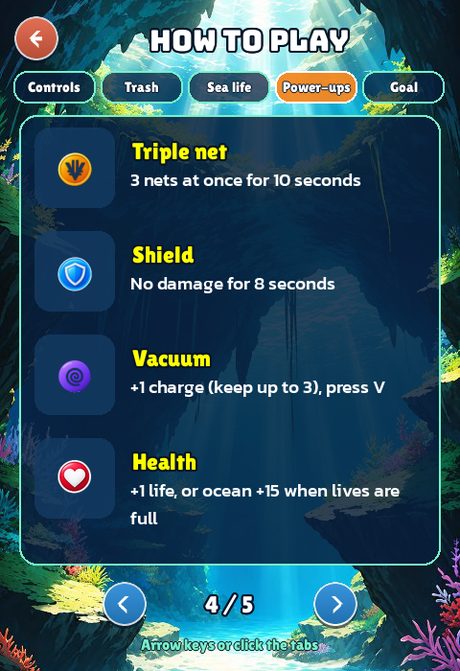 HOW TO PLAY
Controls
Trash
Sea life
Power-ups
Goal
Triple net
3 nets at once for 10 seconds
Shield
No damage for 8 seconds
Vacuum
+1 charge (keep up to 3), press V
Health
+1 life, or ocean +15 when lives are
full
4 / 5
Arrow keys or click the tabs